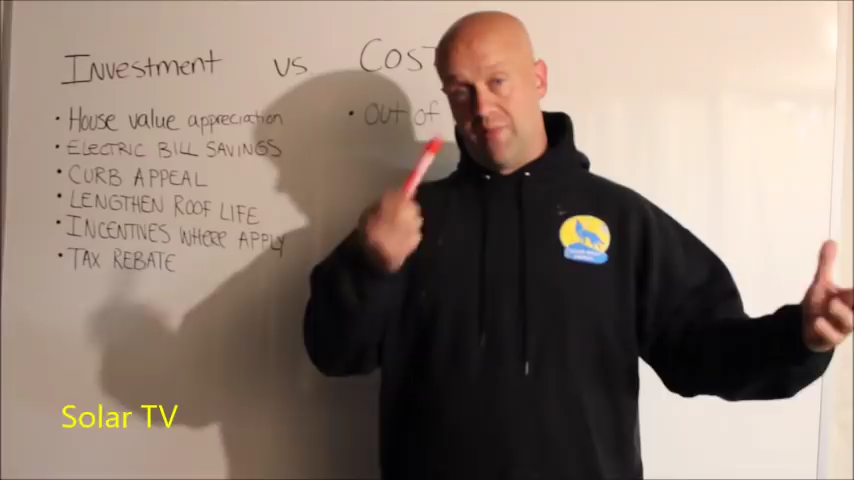 Investment vs Cost
• House value appreciation • Out of
• Electric Bill Savings
• Curb Appeal
• Lengthen Roof Life
• Incentives Where Apply
• Tax Rebate
Solar TV